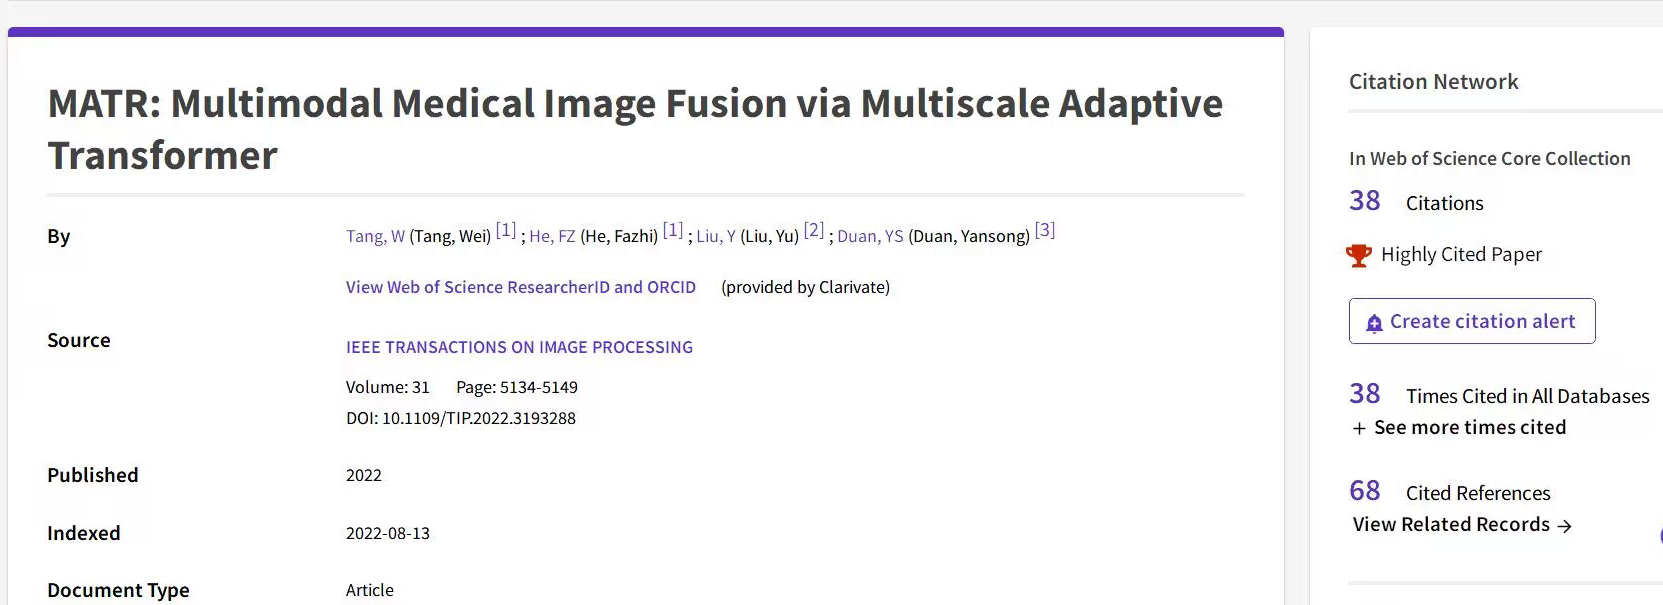 MATR: Multimodal Medical Image Fusion via Multiscale Adaptive
Transformer
By
Tang, W (Tang, Wei) [1] ; He, FZ (He, Fazhi) [1] ; Liu, Y (Liu, Yu) [2] ; Duan, YS (Duan, Yansong) [3]
View Web of Science ResearcherID and ORCID (provided by Clarivate)
Source
IEEE TRANSACTIONS ON IMAGE PROCESSING
Volume: 31 Page: 5134-5149
DOI: 10.1109/TIP.2022.3193288
Published
2022
Indexed
2022-08-13
Document Type
Article
Citation Network
In Web of Science Core Collection
38 Citations
Highly Cited Paper
Create citation alert
38 Times Cited in All Databases
+ See more times cited
68 Cited References
View Related Records →